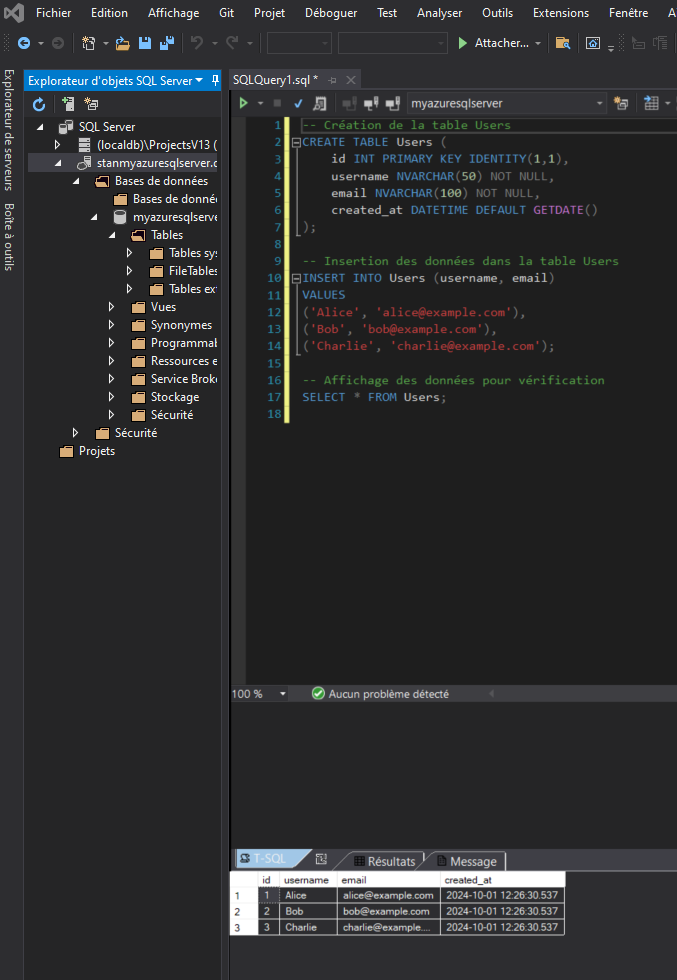 Fichier Edition Affichage Git Projet Déboguer Test Analyser Outils Extensions Fenêtre A
Attacher...
Explorateur de serveurs
Boîte à outils
Explorateur d'objets SQL Server
SQL Server
(localdb)\ProjectsV13 (
stanmyazuresqlserver.c
Bases de données
Bases de donnée
myazuresqlserve
Tables
Tables sys
FileTables
Tables ext
Vues
Synonymes
Programmab
Ressources e
Service Broke
Stockage
Sécurité
Sécurité
Projets
SQLQuery1.sql *
myazuresqlserver
1 -- Création de la table Users
2 CREATE TABLE Users (
3 id INT PRIMARY KEY IDENTITY(1,1),
4 username NVARCHAR(50) NOT NULL,
5 email NVARCHAR(100) NOT NULL,
6 created_at DATETIME DEFAULT GETDATE()
7 );
8
9 -- Insertion des données dans la table Users
10 INSERT INTO Users (username, email)
11 VALUES
12 ('Alice', 'alice@example.com'),
13 ('Bob', 'bob@example.com'),
14 ('Charlie', 'charlie@example.com');
15
16 -- Affichage des données pour vérification
17 SELECT * FROM Users;
18
100 % Aucun problème détecté
T-SQL Résultats Message
id username email created_at
1 1 Alice alice@example.com 2024-10-01 12:26:30.537
2 2 Bob bob@example.com 2024-10-01 12:26:30.537
3 3 Charlie charlie@example.... 2024-10-01 12:26:30.537